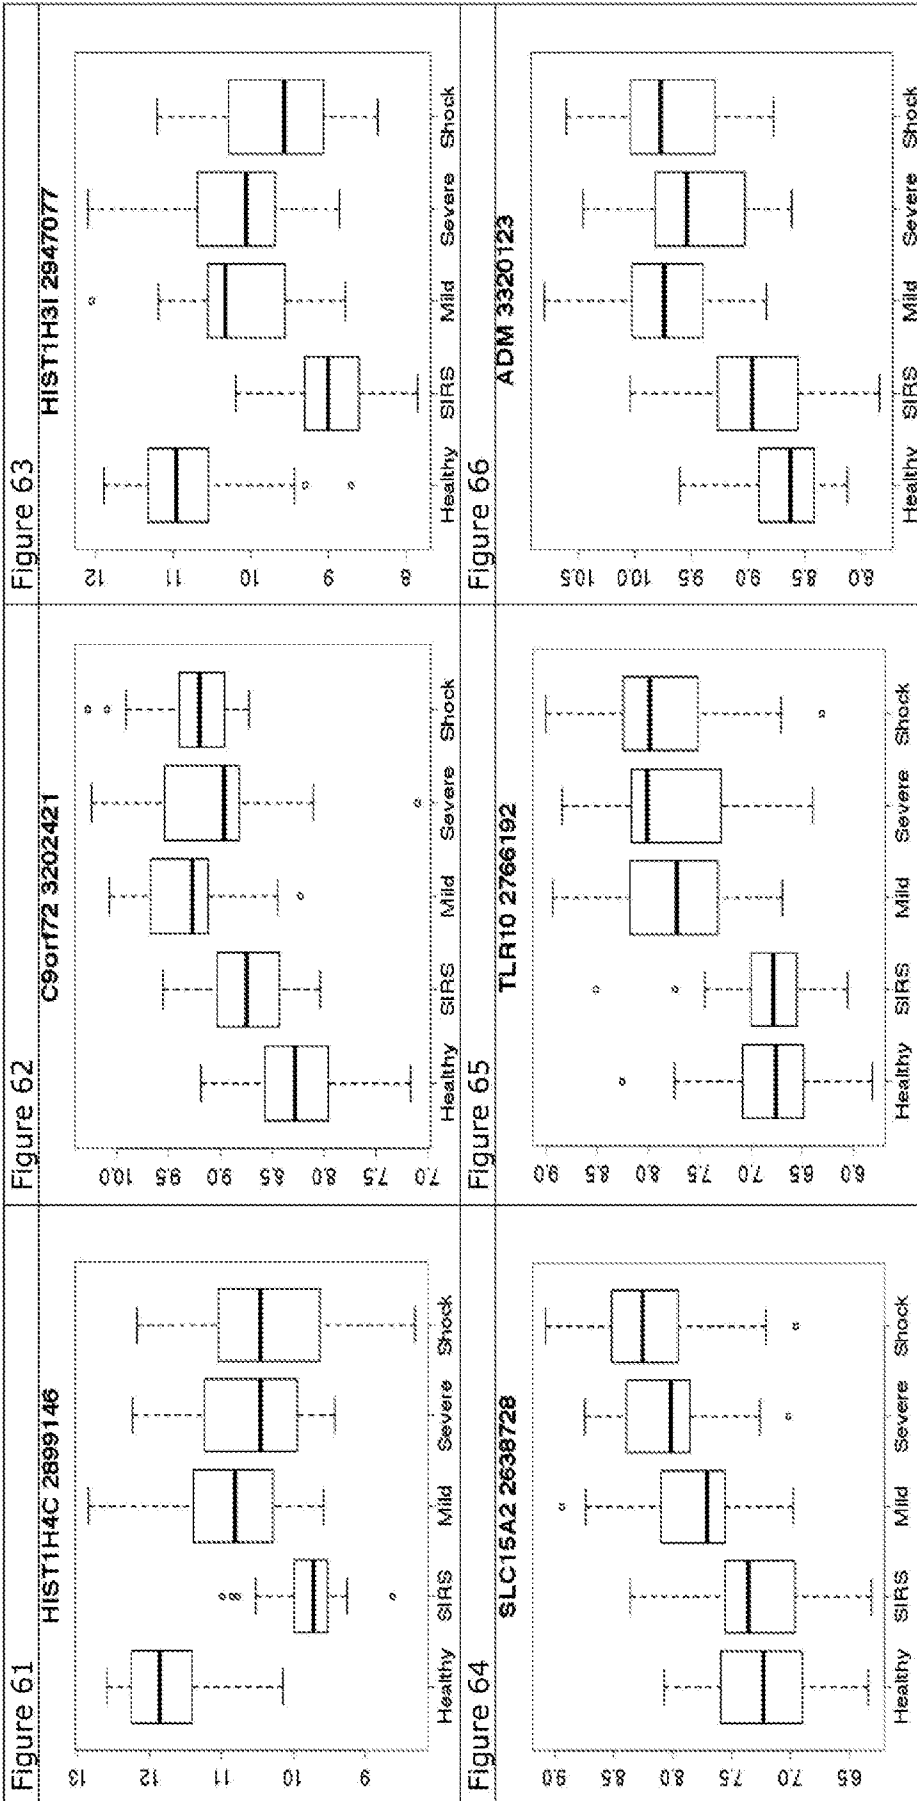 Figure 61
HIST1H4C 2899146
13
12
11
10
9
Healthy SIRS Mild Severe Shock
Figure 62
C9orf72 3202421
10.0
9.5
9.0
8.5
8.0
7.5
7.0
Healthy SIRS Mild Severe Shock
Figure 63
HIST1H3I 2947077
12
11
10
9
8
Healthy SIRS Mild Severe Shock
Figure 64
SLC15A2 2638728
9.0
8.5
8.0
7.5
7.0
6.5
Healthy SIRS Mild Severe Shock
Figure 65
TLR10 2766192
9.0
8.5
8.0
7.5
7.0
6.5
6.0
Healthy SIRS Mild Severe Shock
Figure 66
ADM 3320123
10.5
10.0
9.5
9.0
8.5
8.0
Healthy SIRS Mild Severe Shock